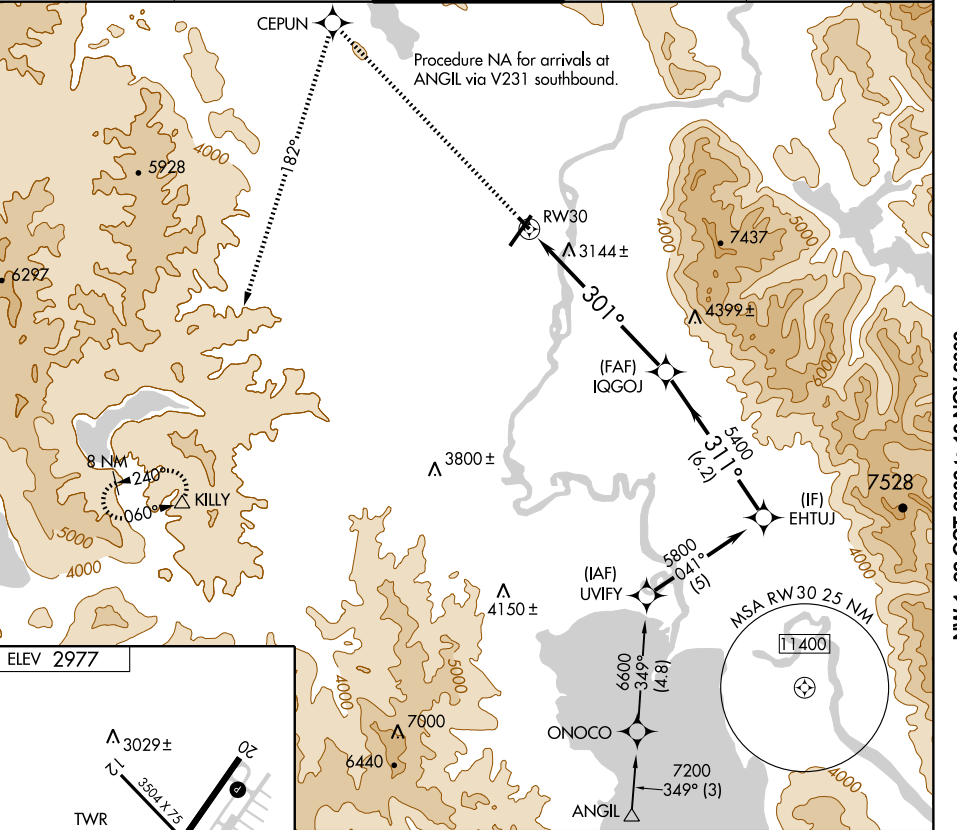 CEPUN
Procedure NA for arrivals at
ANGIL via V231 southbound.
4000
5928
182°
RW30
3144±
4000
5000
7437
6297
301°
4399±
6000
(FAF)
IQGOJ
5400
311°
(6.2)
3800±
8 NM
240°
060°
KILLY
7528
(IF)
EHTUJ
5000
4000
5800
041°
(5)
4000
(IAF)
UVIFY
4150±
MSA RW30 25 NM
11400
ELEV 2977
6600
349°
(4.8)
5000
4000
7000
ONOCO
6440
3029±
20
12
3504 X 75
P
7200
349° (3)
4000
TWR
ANGIL